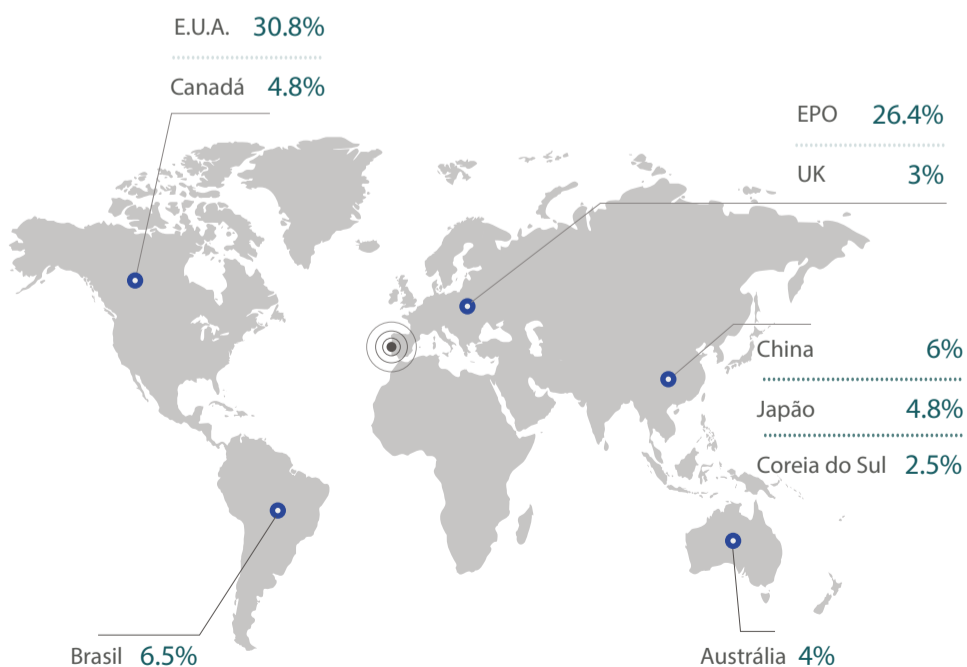 E.U.A. 30.8%
Canadá 4.8%
EPO 26.4%
UK 3%
China 6%
Japão 4.8%
Coreia do Sul 2.5%
Brasil 6.5%
Austrália 4%